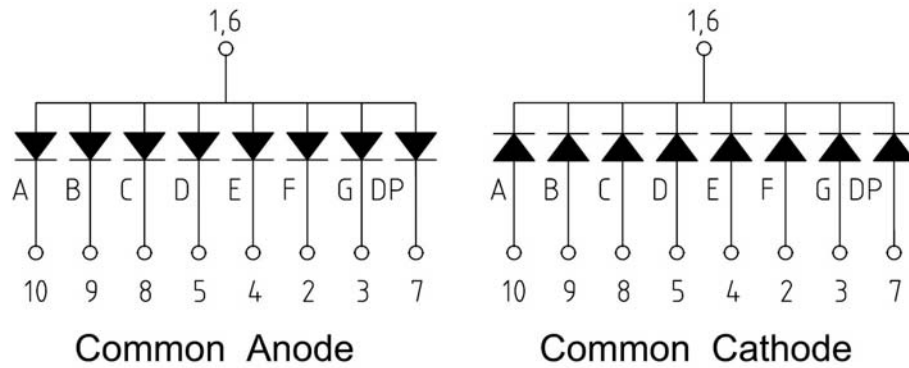 1,6 1,6
A B C D E F G DP A B C D E F G DP
10 9 8 5 4 2 3 7 10 9 8 5 4 2 3 7
Common Anode Common Cathode